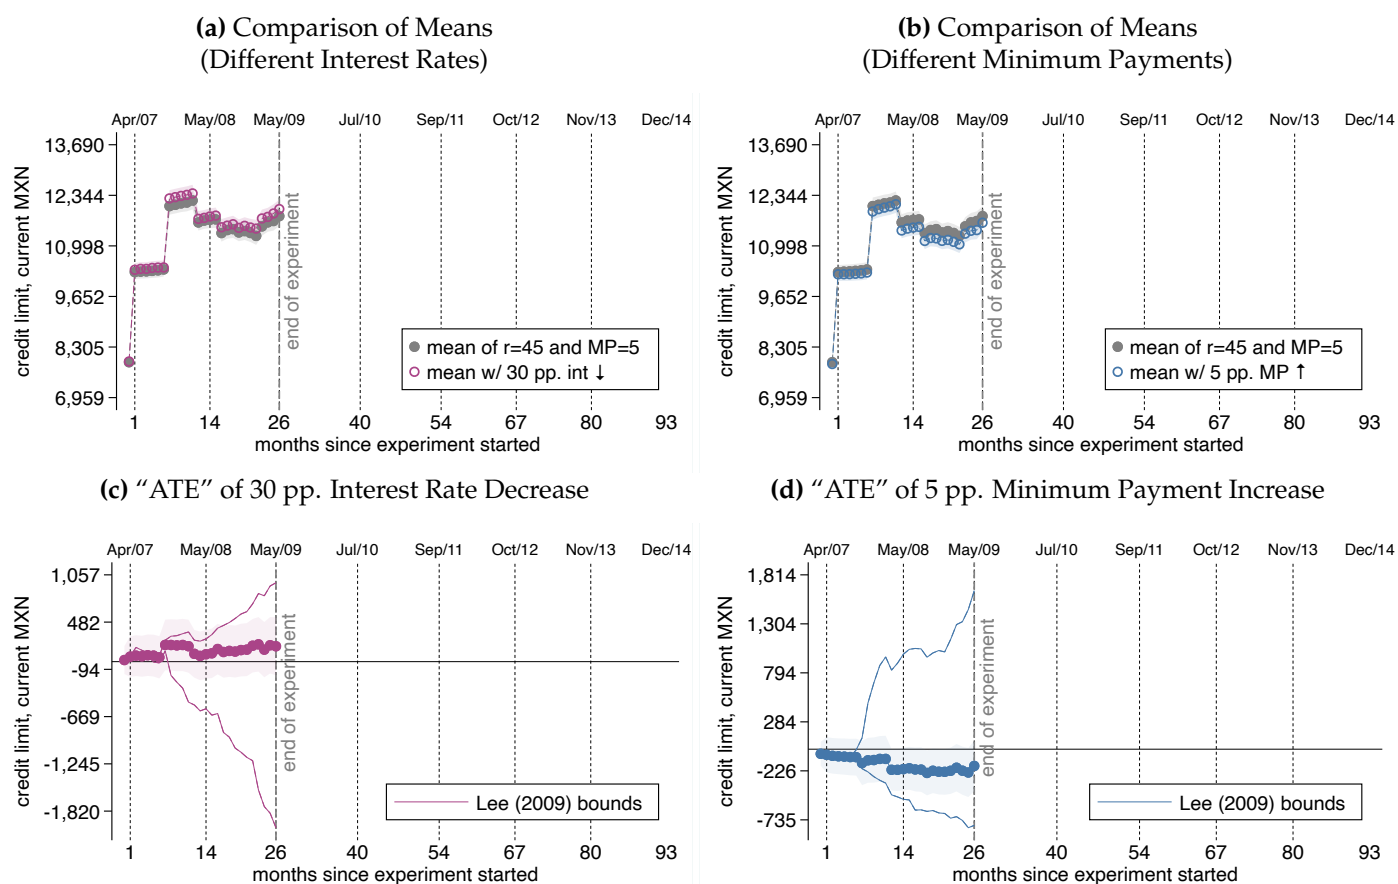 (a) Comparison of Means
(Different Interest Rates)
Apr/07 May/08 May/09 Jul/10 Sep/11 Oct/12 Nov/13 Dec/14
13,690
12,344
10,998
9,652
8,305
6,959
credit limit, current MXN
end of experiment
mean of r=45 and MP=5
mean w/ 30 pp. int ↓
1 14 26 40 54 67 80 93
months since experiment started
(b) Comparison of Means
(Different Minimum Payments)
Apr/07 May/08 May/09 Jul/10 Sep/11 Oct/12 Nov/13 Dec/14
13,690
12,344
10,998
9,652
8,305
6,959
credit limit, current MXN
end of experiment
mean of r=45 and MP=5
mean w/ 5 pp. MP ↑
1 14 26 40 54 67 80 93
months since experiment started
(c) “ATE” of 30 pp. Interest Rate Decrease
Apr/07 May/08 May/09 Jul/10 Sep/11 Oct/12 Nov/13 Dec/14
1,057
482
-94
-669
-1,245
-1,820
credit limit, current MXN
end of experiment
Lee (2009) bounds
1 14 26 40 54 67 80 93
months since experiment started
(d) “ATE” of 5 pp. Minimum Payment Increase
Apr/07 May/08 May/09 Jul/10 Sep/11 Oct/12 Nov/13 Dec/14
1,814
1,304
794
284
-226
-735
credit limit, current MXN
end of experiment
Lee (2009) bounds
1 14 26 40 54 67 80 93
months since experiment started